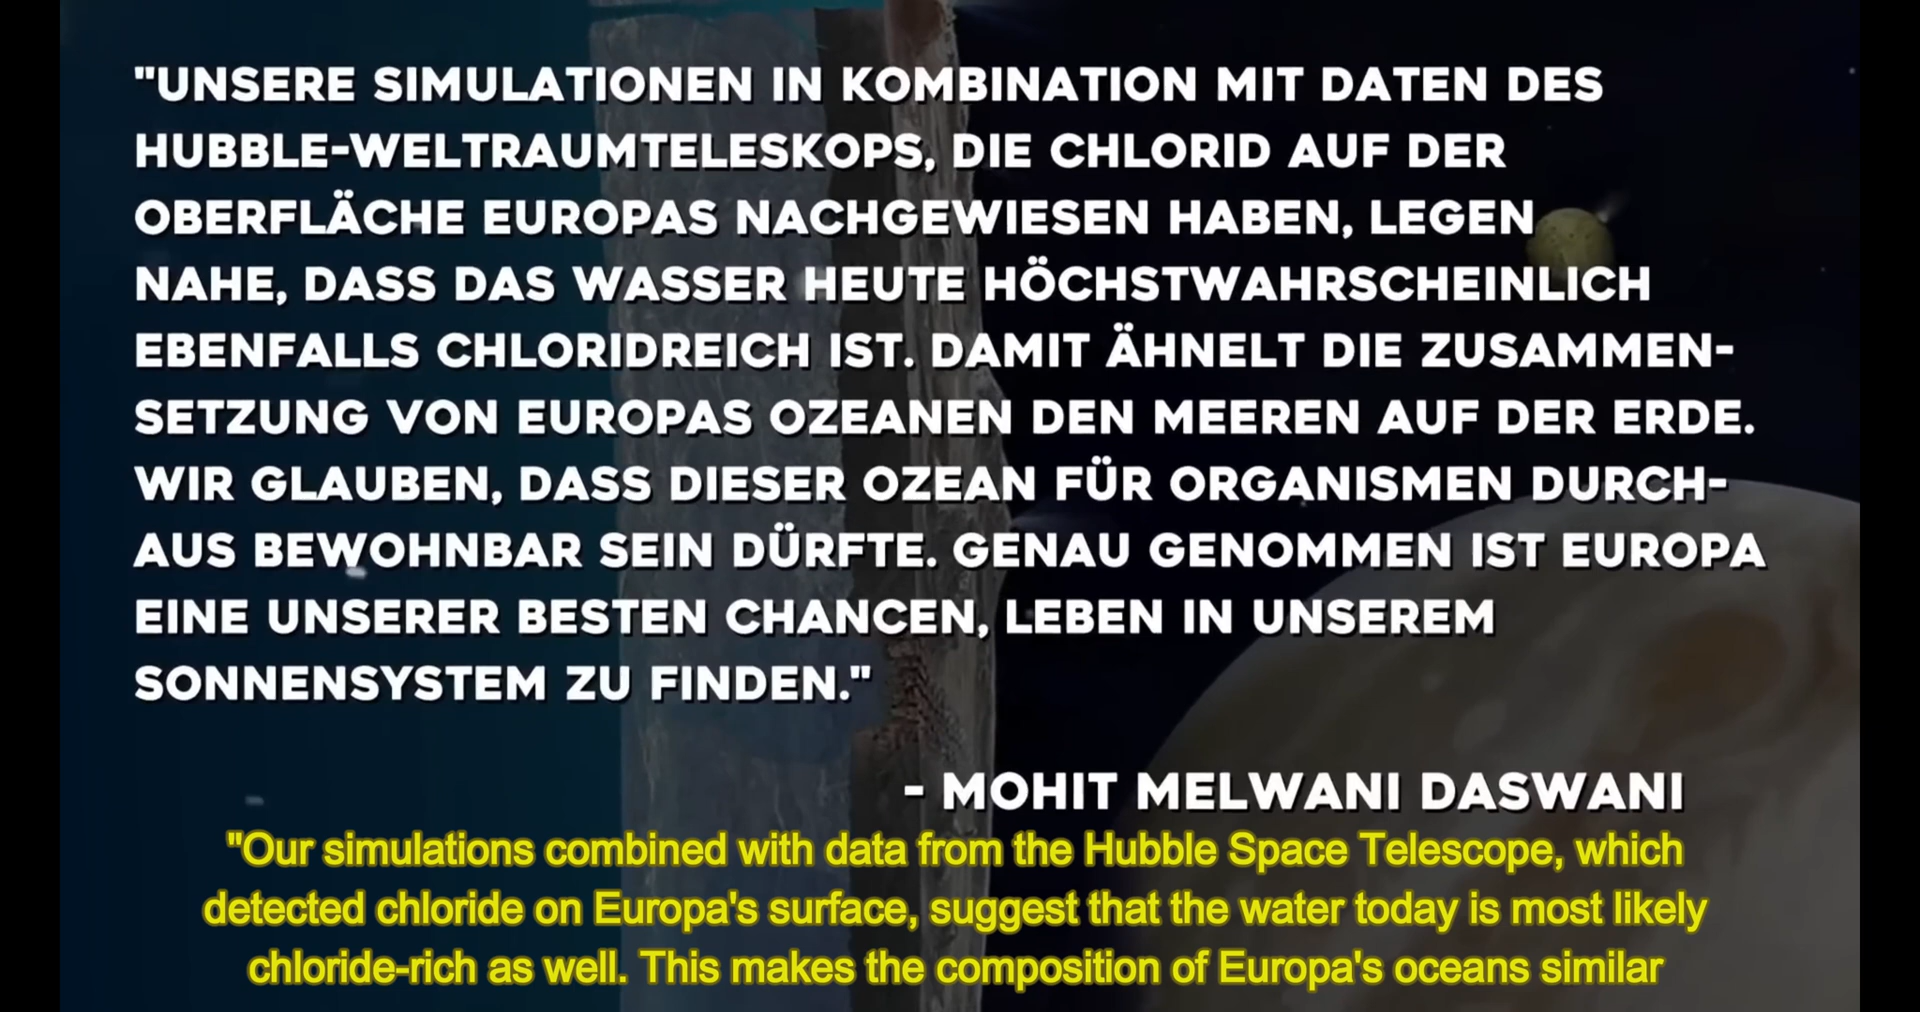 "UNSERE SIMULATIONEN IN KOMBINATION MIT DATEN DES
HUBBLE-WELTRAUMTELESKOPS, DIE CHLORID AUF DER
OBERFLÄCHE EUROPAS NACHGEWIESEN HABEN, LEGEN
NAHE, DASS DAS WASSER HEUTE HÖCHSTWAHRSCHEINLICH
EBENFALLS CHLORIDREICH IST. DAMIT ÄHNELT DIE ZUSAMMEN-
SETZUNG VON EUROPAS OZEANEN DEN MEEREN AUF DER ERDE.
WIR GLAUBEN, DASS DIESER OZEAN FÜR ORGANISMEN DURCH-
AUS BEWOHNBAR SEIN DÜRFTE. GENAU GENOMMEN IST EUROPA
EINE UNSERER BESTEN CHANCEN, LEBEN IN UNSEREM
SONNENSYSTEM ZU FINDEN."
- MOHIT MELWANI DASWANI
"Our simulations combined with data from the Hubble Space Telescope, which
detected chloride on Europa's surface, suggest that the water today is most likely
chloride-rich as well. This makes the composition of Europa's oceans similar